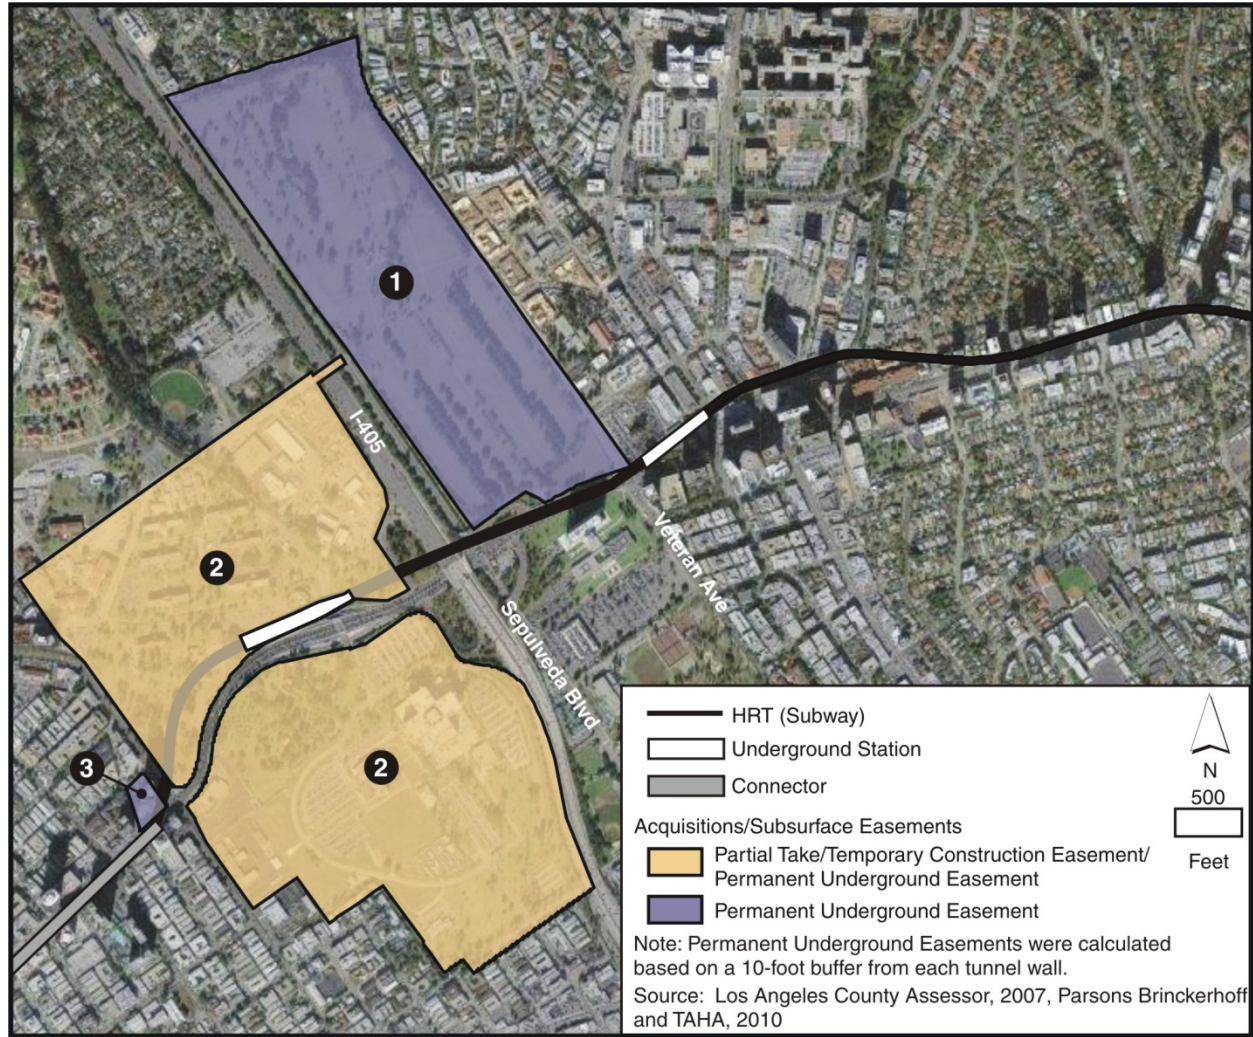 1
I-405
2
Veteran Ave
Sepulveda Blvd
2
3
HRT (Subway)
Underground Station
Connector
N
500
Feet
Acquisitions/Subsurface Easements
Partial Take/Temporary Construction Easement/
Permanent Underground Easement
Permanent Underground Easement
Note: Permanent Underground Easements were calculated
based on a 10-foot buffer from each tunnel wall.
Source: Los Angeles County Assessor, 2007, Parsons Brinckerhoff
and TAHA, 2010